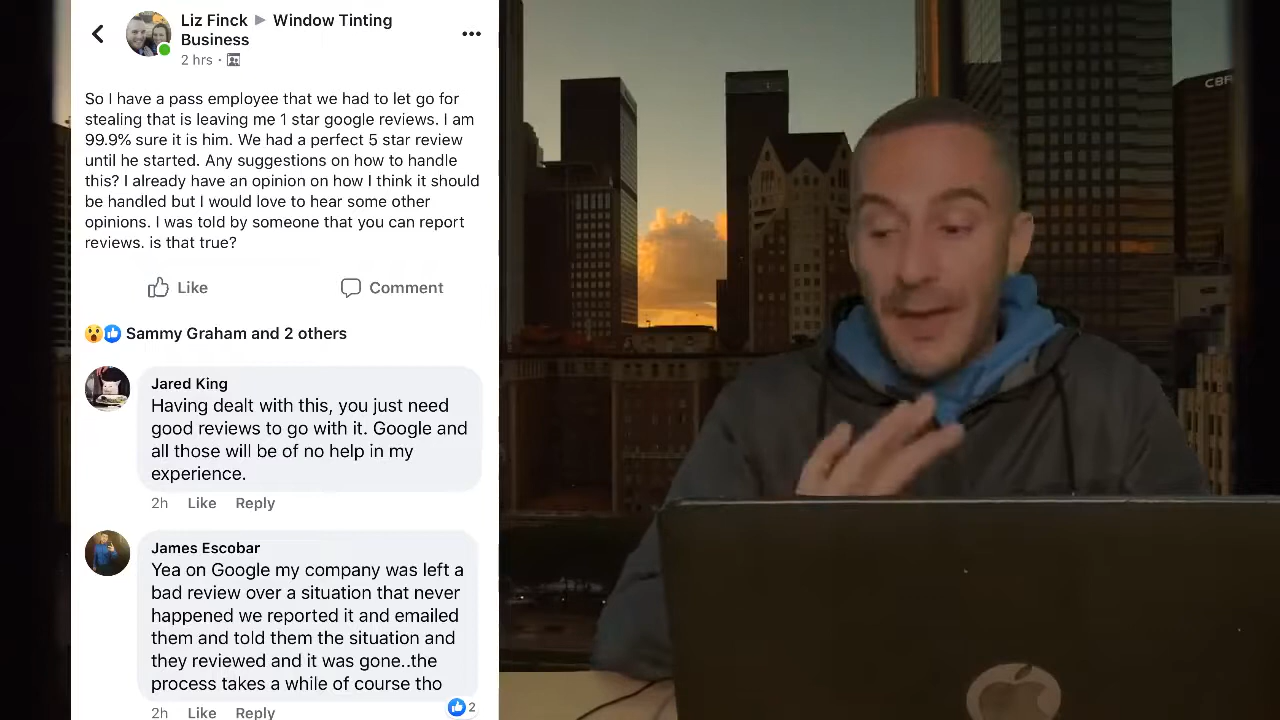 Liz Finck ▶ Window Tinting
Business
2 hrs ·
So I have a pass employee that we had to let go for
stealing that is leaving me 1 star google reviews. I am
99.9% sure it is him. We had a perfect 5 star review
until he started. Any suggestions on how to handle
this? I already have an opinion on how I think it should
be handled but I would love to hear some other
opinions. I was told by someone that you can report
reviews. is that true?
Like Comment
Sammy Graham and 2 others
Jared King
Having dealt with this, you just need
good reviews to go with it. Google and
all those will be of no help in my
experience.
2h Like Reply
James Escobar
Yea on Google my company was left a
bad review over a situation that never
happened we reported it and emailed
them and told them the situation and
they reviewed and it was gone..the
process takes a while of course tho
2
2h Like Reply
CBR